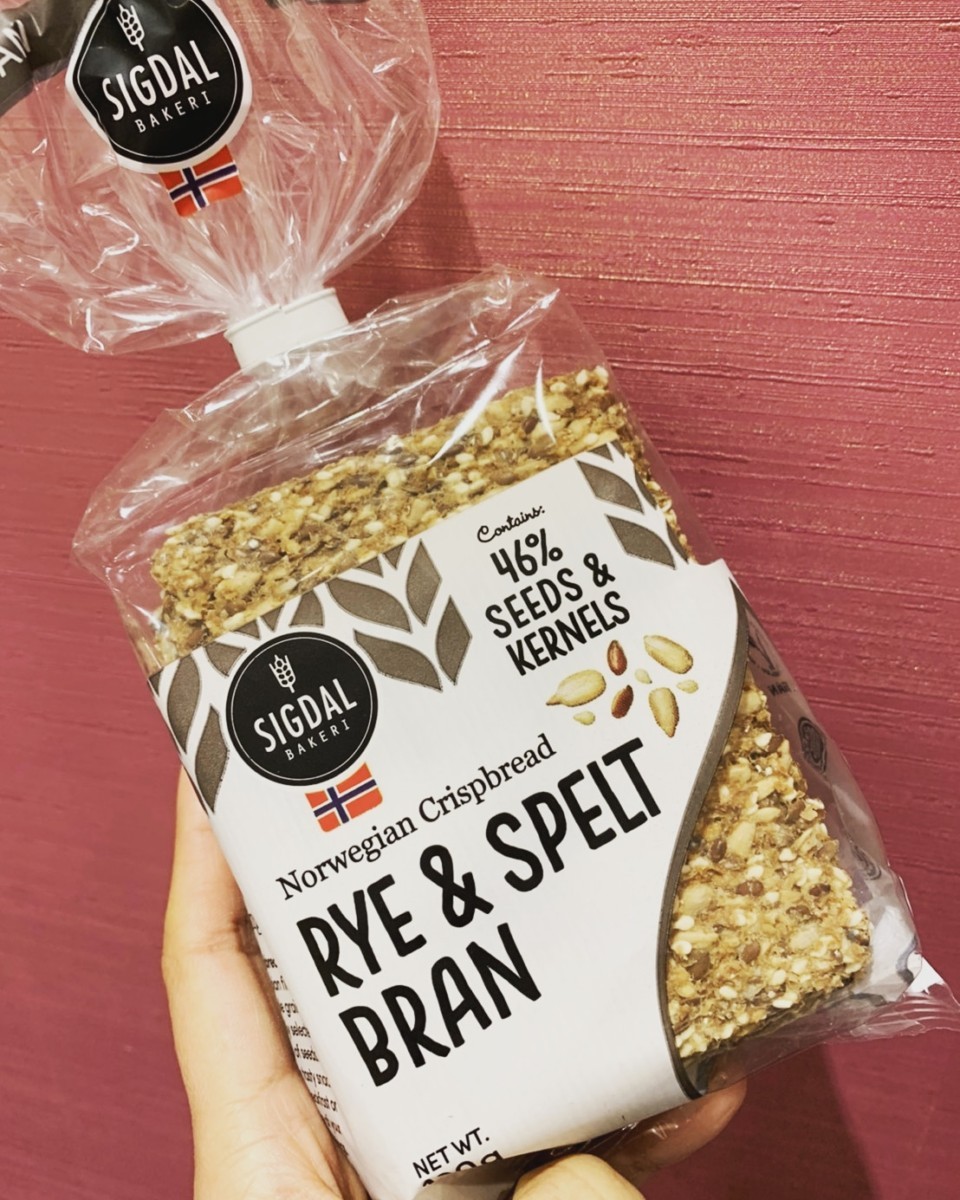 SIGDAL
BAKERI
Contains:
46%
SEEDS &
KERNELS
SIGDAL
BAKERI
Norwegian Crispbread
RYE & SPELT
BRAN
NET WT.